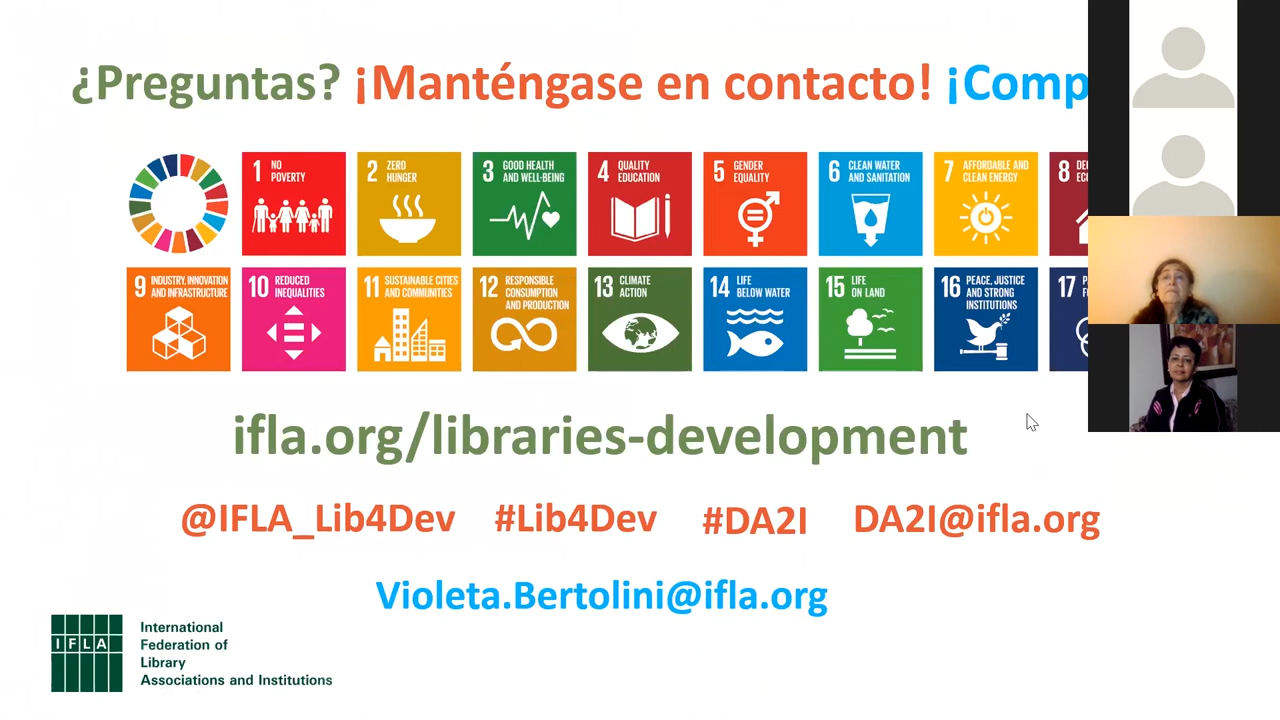 ¿Preguntas? ¡Manténgase en contacto! ¡Comp
1 NO POVERTY
2 ZERO HUNGER
3 GOOD HEALTH AND WELL-BEING
4 QUALITY EDUCATION
5 GENDER EQUALITY
6 CLEAN WATER AND SANITATION
7 AFFORDABLE AND CLEAN ENERGY
8
9 INDUSTRY, INNOVATION AND INFRASTRUCTURE
10 REDUCED INEQUALITIES
11 SUSTAINABLE CITIES AND COMMUNITIES
12 RESPONSIBLE CONSUMPTION AND PRODUCTION
13 CLIMATE ACTION
14 LIFE BELOW WATER
15 LIFE ON LAND
16 PEACE, JUSTICE AND STRONG INSTITUTIONS
17
ifla.org/libraries-development
@IFLA_Lib4Dev #Lib4Dev #DA2I DA2I@ifla.org
Violeta.Bertolini@ifla.org
IFLA
International
Federation of
Library
Associations and Institutions